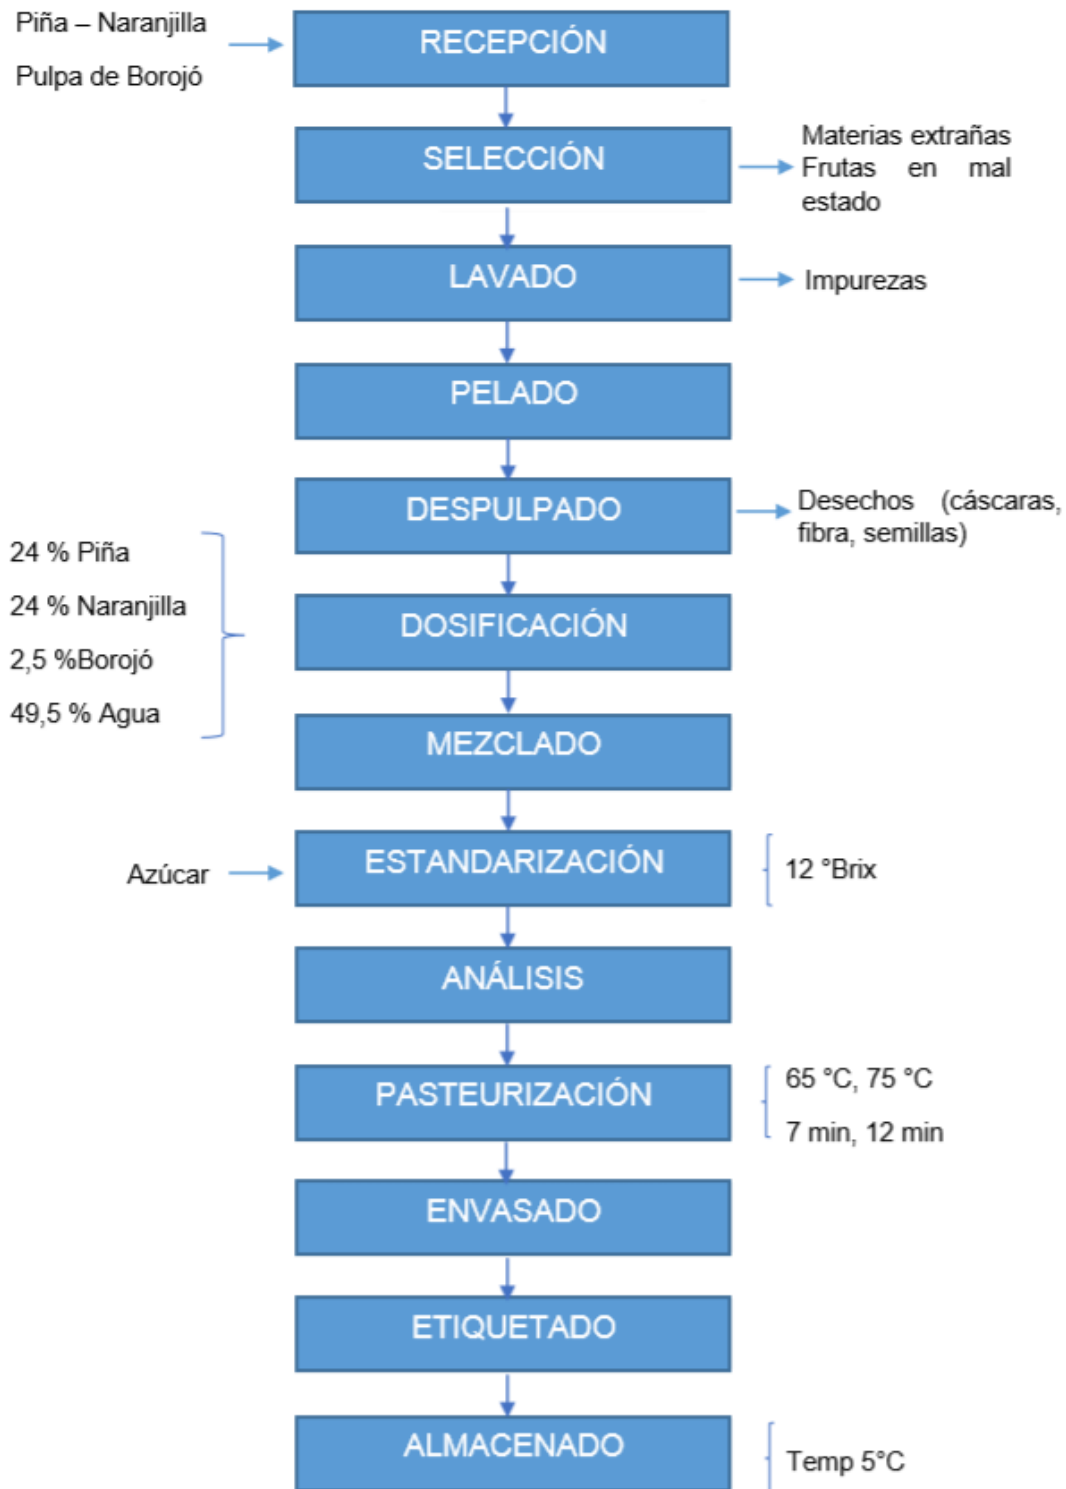 Piña – Naranjilla
Pulpa de Borojó
RECEPCIÓN
SELECCIÓN
Materias extrañas
Frutas en mal
estado
LAVADO
Impurezas
PELADO
DESPULPADO
Desechos (cáscaras,
fibra, semillas)
24 % Piña
24 % Naranjilla
2,5 %Borojó
49,5 % Agua
DOSIFICACIÓN
MEZCLADO
Azúcar
ESTANDARIZACIÓN
12 °Brix
ANÁLISIS
PASTEURIZACIÓN
65 °C, 75 °C
7 min, 12 min
ENVASADO
ETIQUETADO
ALMACENADO
Temp 5°C